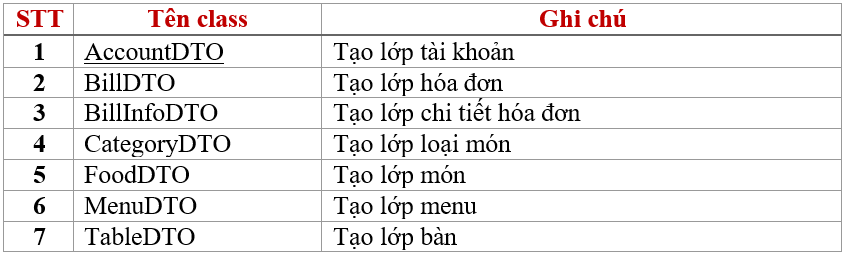 STT Tên class Ghi chú
1 AccountDTO Tạo lớp tài khoản
2 BillDTO Tạo lớp hóa đơn
3 BillInfoDTO Tạo lớp chi tiết hóa đơn
4 CategoryDTO Tạo lớp loại món
5 FoodDTO Tạo lớp món
6 MenuDTO Tạo lớp menu
7 TableDTO Tạo lớp bàn